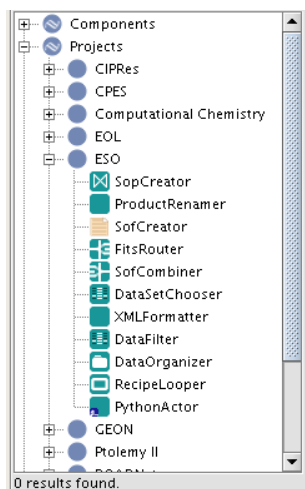 Components
Projects
CIPRes
CPES
Computational Chemistry
EOL
ESO
SopCreator
ProductRenamer
SofCreator
FitsRouter
SofCombiner
DataSetChooser
XMLFormatter
DataFilter
DataOrganizer
RecipeLooper
PythonActor
GEON
Ptolemy II
0 results found.